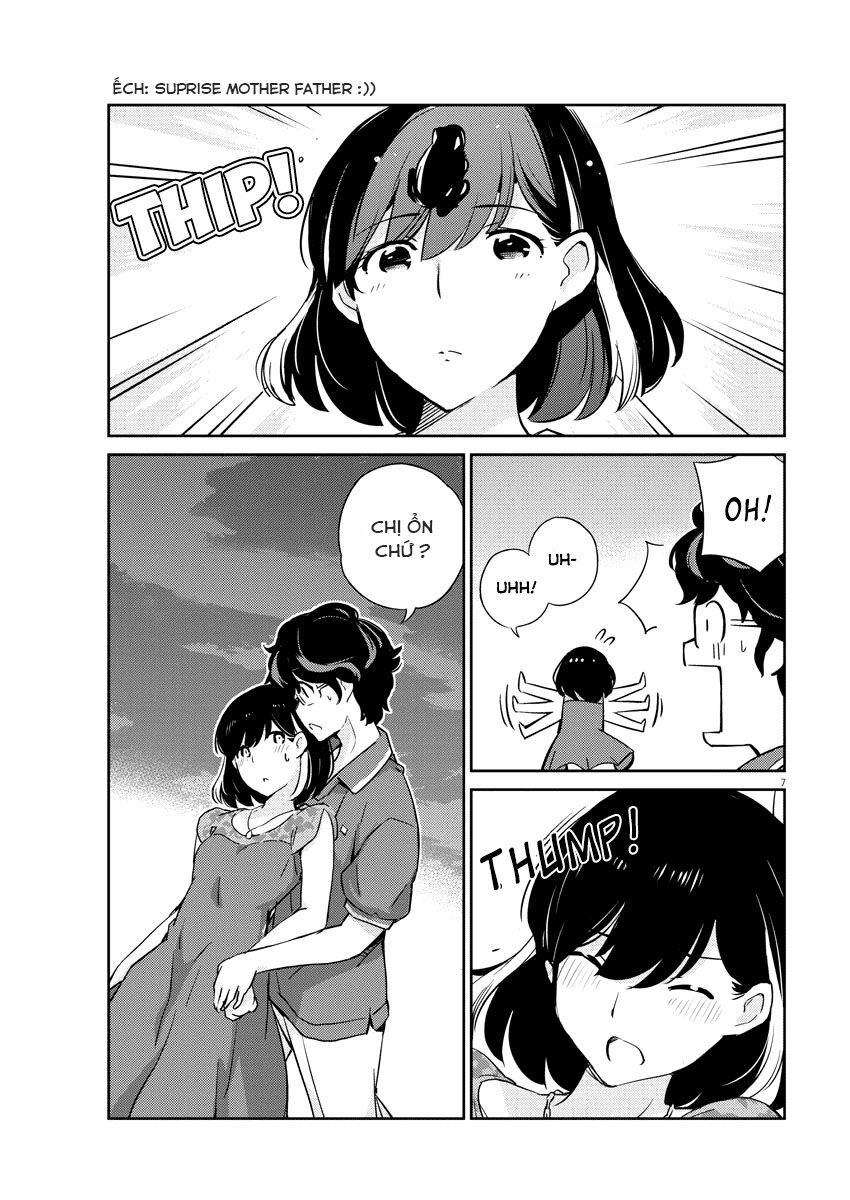 ẾCH: SUPRISE MOTHER FATHER :))
THIP!
OH!
UH-
UHH!
7
THUMP!
CHỊ ỔN
CHỨ ?